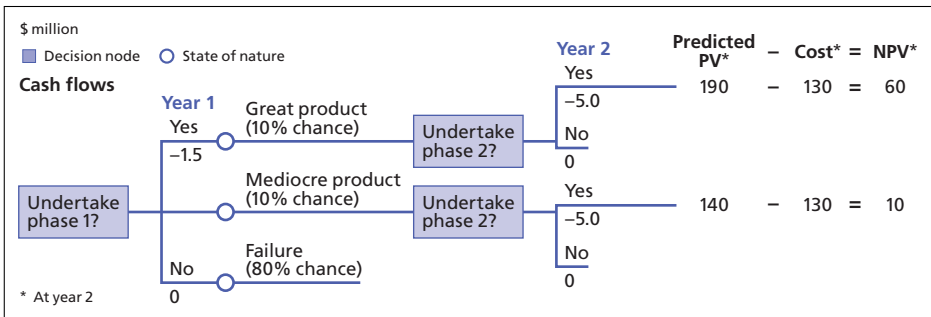 $ million
Decision node
State of nature
Cash flows
Year 1
Year 2
Predicted
PV*
–
Cost*
=
NPV*
Yes
–1.5
Great product
(10% chance)
Undertake
phase 2?
Yes
–5.0
No
0
190 – 130 = 60
Undertake
phase 1?
Mediocre product
(10% chance)
Undertake
phase 2?
Yes
–5.0
No
0
140 – 130 = 10
No
0
Failure
(80% chance)
* At year 2